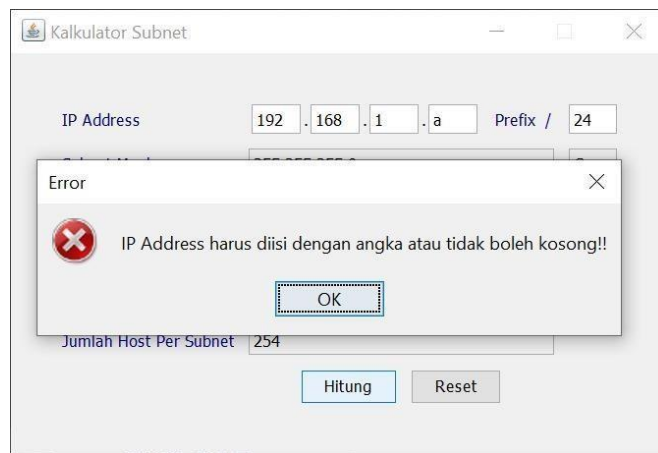 Kalkulator Subnet
IP Address 192 . 168 . 1 . a Prefix / 24
Error
IP Address harus diisi dengan angka atau tidak boleh kosong!!
OK
Jumlah Host Per Subnet 254
Hitung Reset